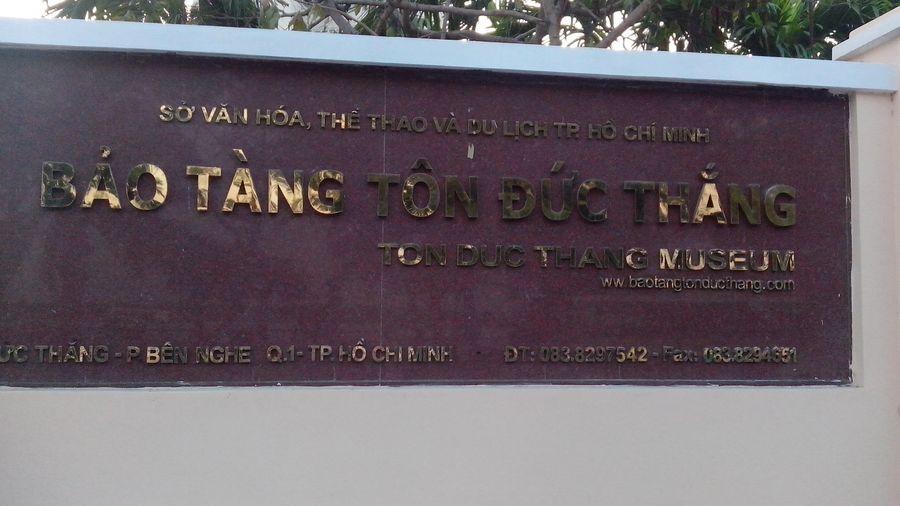 SỞ VĂN HÓA, THỂ THAO VÀ DU LỊCH TP. HỒ CHÍ MINH
BẢO TÀNG TÔN ĐỨC THẮNG
TON DUC THANG MUSEUM
www.baotangtonducthang.com
ỨC THẮNG - P. BẾN NGHÉ Q.1- TP. HỒ CHÍ MINH - ĐT: 083.8297542 - Fax: 083.8294651